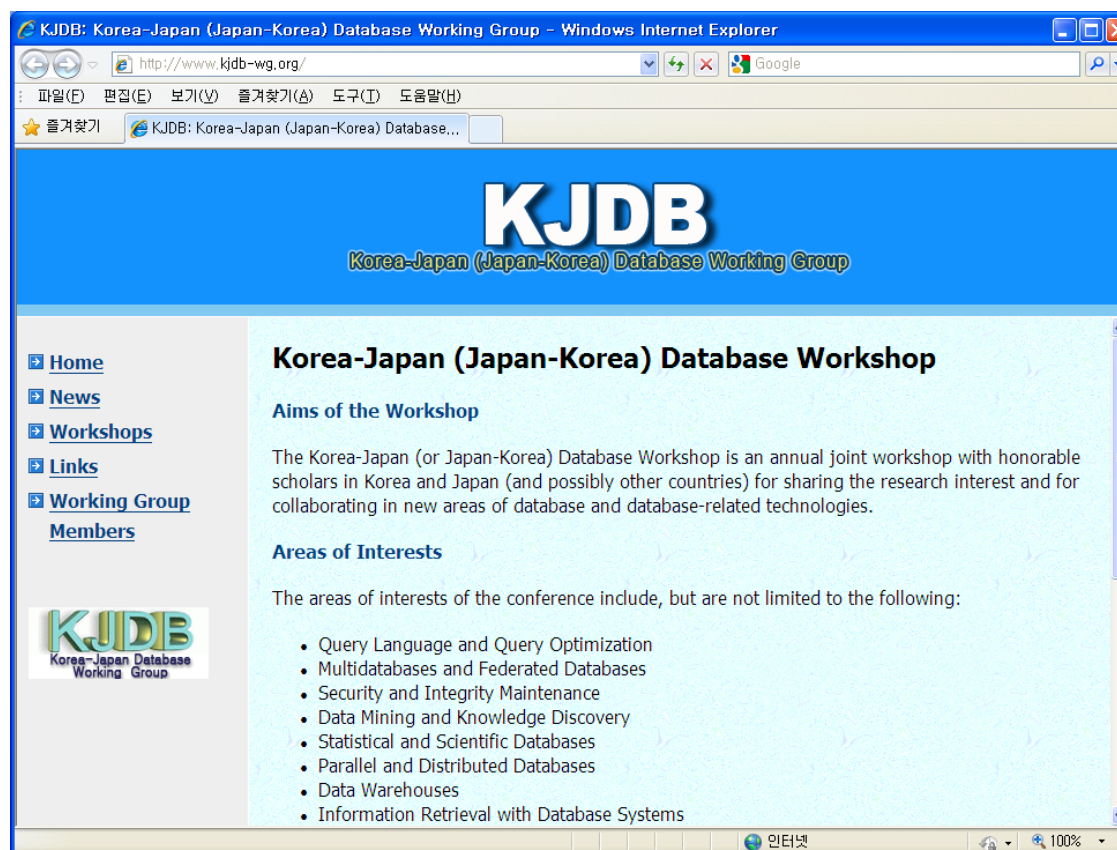 KJDB: Korea-Japan (Japan-Korea) Database Working Group - Windows Internet Explorer
http://www.kjdb-wg.org/
Google
파일(F) 편집(E) 보기(V) 즐겨찾기(A) 도구(T) 도움말(H)
즐겨찾기
KJDB: Korea-Japan (Japan-Korea) Database...
KJDB
Korea-Japan (Japan-Korea) Database Working Group
Home
News
Workshops
Links
Working Group
Members
KJDB
Korea-Japan Database
Working Group
Korea-Japan (Japan-Korea) Database Workshop
Aims of the Workshop
The Korea-Japan (or Japan-Korea) Database Workshop is an annual joint workshop with honorable
scholars in Korea and Japan (and possibly other countries) for sharing the research interest and for
collaborating in new areas of database and database-related technologies.
Areas of Interests
The areas of interests of the conference include, but are not limited to the following:
• Query Language and Query Optimization
• Multidatabases and Federated Databases
• Security and Integrity Maintenance
• Data Mining and Knowledge Discovery
• Statistical and Scientific Databases
• Parallel and Distributed Databases
• Data Warehouses
• Information Retrieval with Database Systems
인터넷
100%